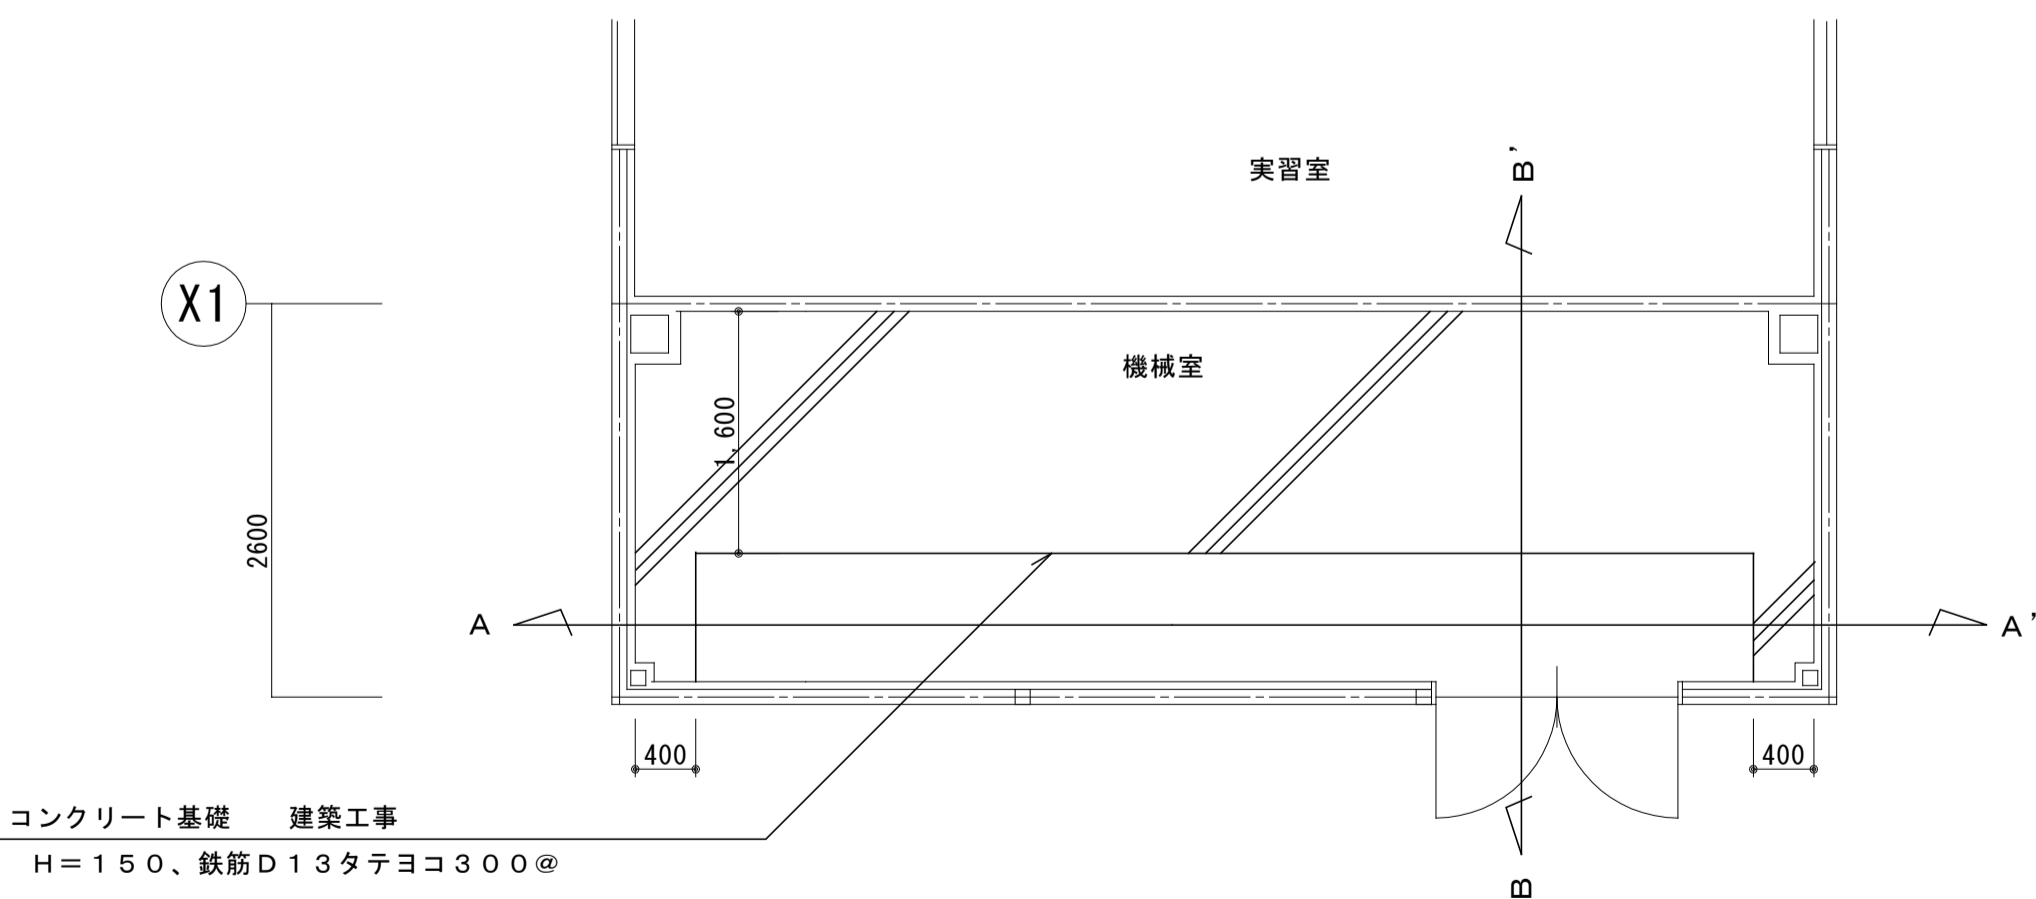 実習室
B'
X1
機械室
1,600
2600
A
A'
400
400
コンクリート基礎　　建築工事
H＝１５０、鉄筋Ｄ１３タテヨコ３００＠
B